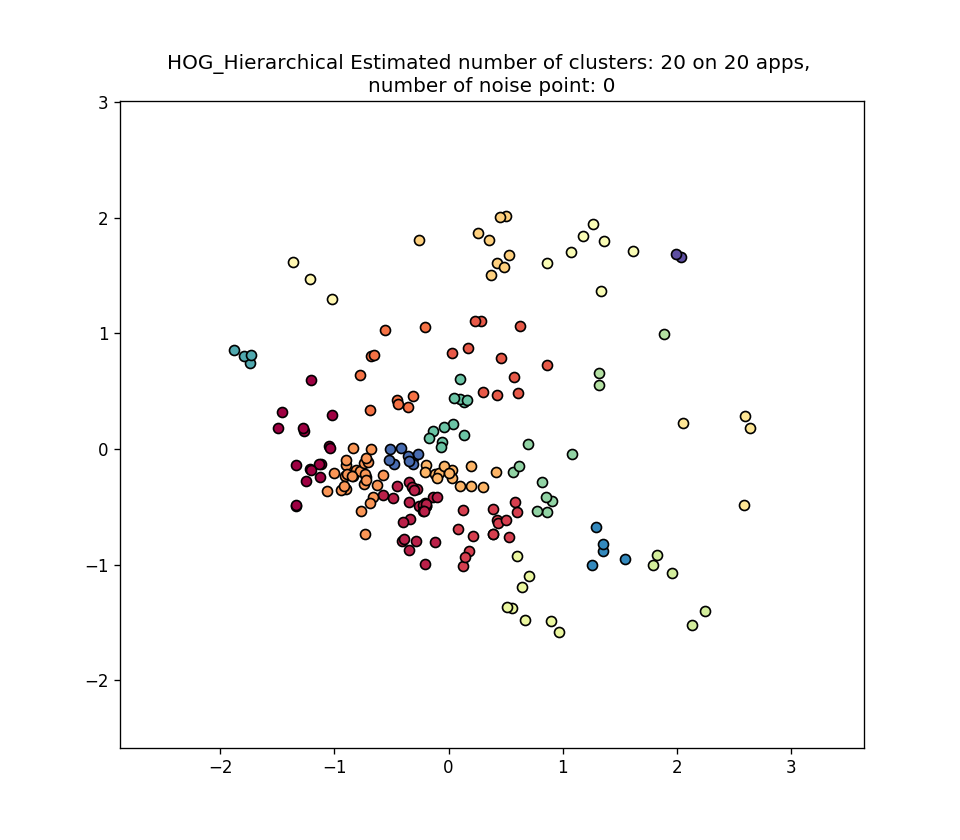 HOG_Hierarchical Estimated number of clusters: 20 on 20 apps,
number of noise point: 0
3
2
1
0
−1
−2
−2 −1 0 1 2 3